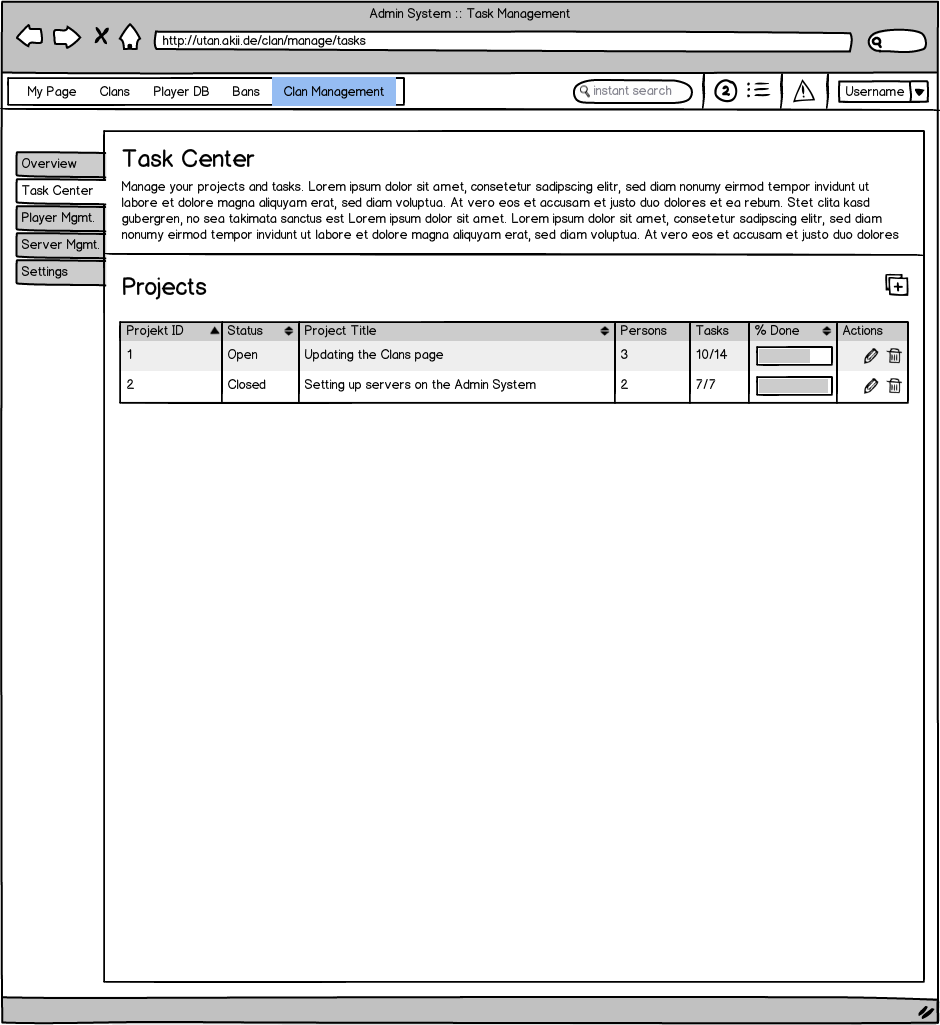 Admin System :: Task Management
http://utan.akii.de/clan/manage/tasks
My Page Clans Player DB Bans Clan Management instant search 2 Username
Overview
Task Center
Player Mgmt.
Server Mgmt.
Settings
Task Center
Manage your projects and tasks. Lorem ipsum dolor sit amet, consetetur sadipscing elitr, sed diam nonumy eirmod tempor invidunt ut
labore et dolore magna aliquyam erat, sed diam voluptua. At vero eos et accusam et justo duo dolores et ea rebum. Stet clita kasd
gubergren, no sea takimata sanctus est Lorem ipsum dolor sit amet. Lorem ipsum dolor sit amet, consetetur sadipscing elitr, sed diam
nonumy eirmod tempor invidunt ut labore et dolore magna aliquyam erat, sed diam voluptua. At vero eos et accusam et justo duo dolores
Projects
Projekt ID Status Project Title Persons Tasks % Done Actions
1 Open Updating the Clans page 3 10/14
2 Closed Setting up servers on the Admin System 2 7/7